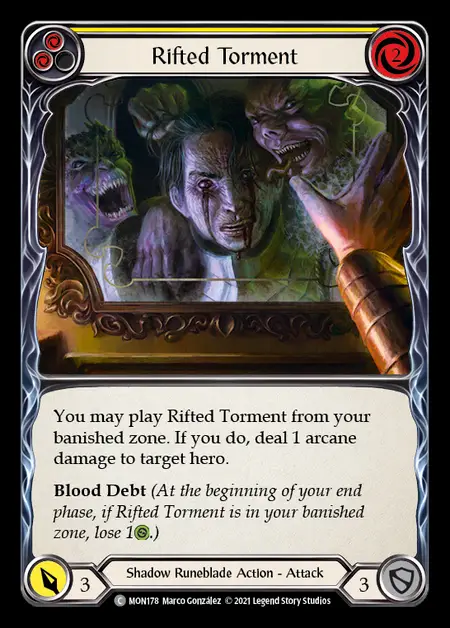 Rifted Torment
2
You may play Rifted Torment from your
banished zone. If you do, deal 1 arcane
damage to target hero.
Blood Debt (At the beginning of your end
phase, if Rifted Torment is in your banished
zone, lose 1.)
3
Shadow Runeblade Action - Attack
3
C MON178 Marco González © 2021 Legend Story Studios